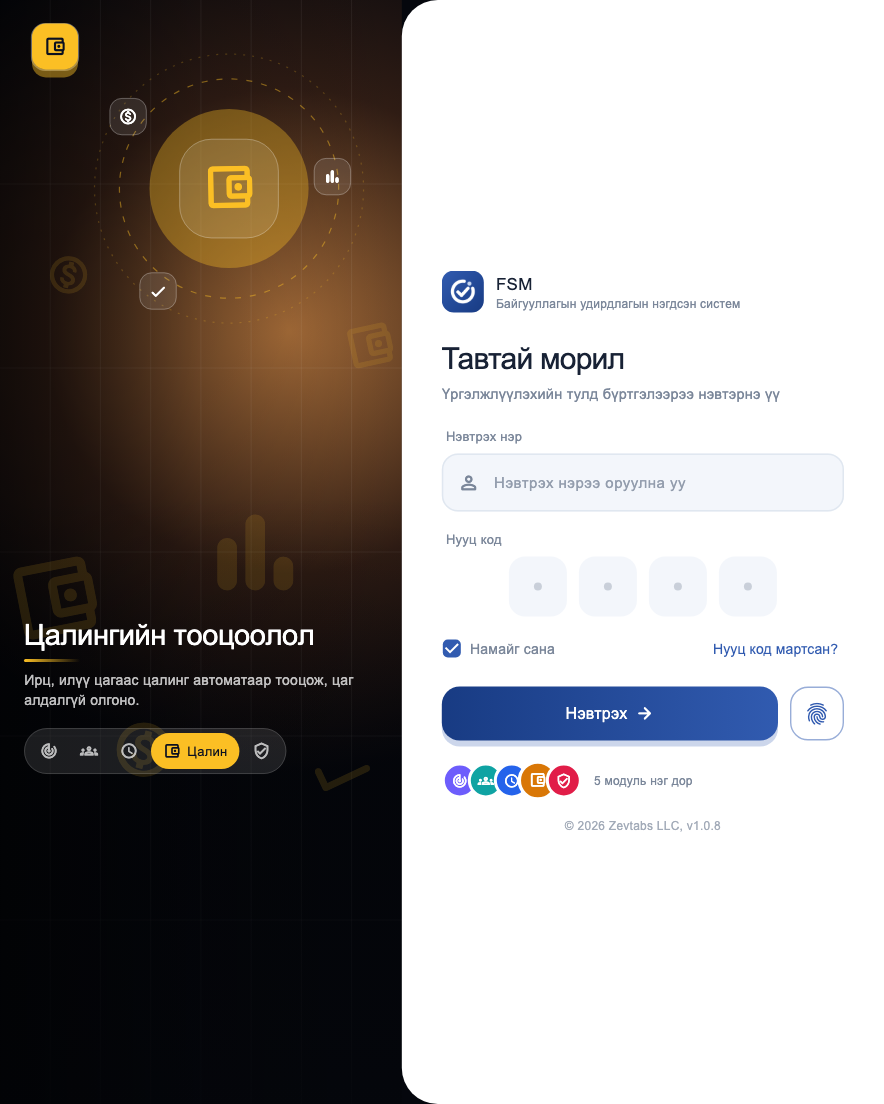 Цалингийн тооцоолол
Ирц, илүү цагаас цалинг автоматаар тооцож, цаг
алдалгүй олгоно.
Цалин
FSM
Байгууллагын удирдлагын нэгдсэн систем
Тавтай морил
Үргэлжлүүлэхийн тулд бүртгэлээрээ нэвтэрнэ үү
Нэвтрэх нэр
Нэвтрэх нэрээ оруулна уу
Нууц код
Намайг сана
Нууц код мартсан?
Нэвтрэх
5 модуль нэг дор
© 2026 Zevtabs LLC, v1.0.8